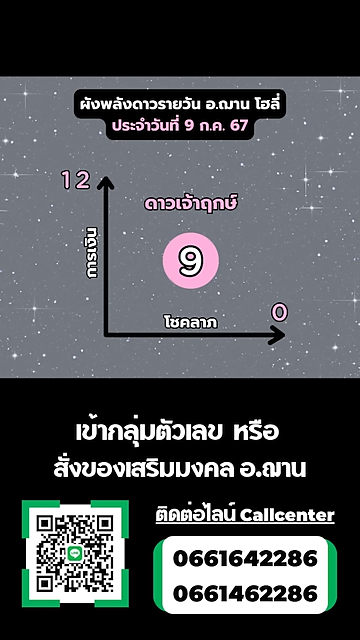 ผังพลังดาวรายวัน อ.ฌาน โฮลี่
ประจำวันที่ 9 ก.ค. 67
12
ดาวเจ้าฤกษ์
การเงิน
9
0
โชคลาภ
เข้ากลุ่มตัวเลข หรือ
สั่งของเสริมมงคล อ.ฌาน
ติดต่อไลน์ Callcenter
0661642286
0661462286